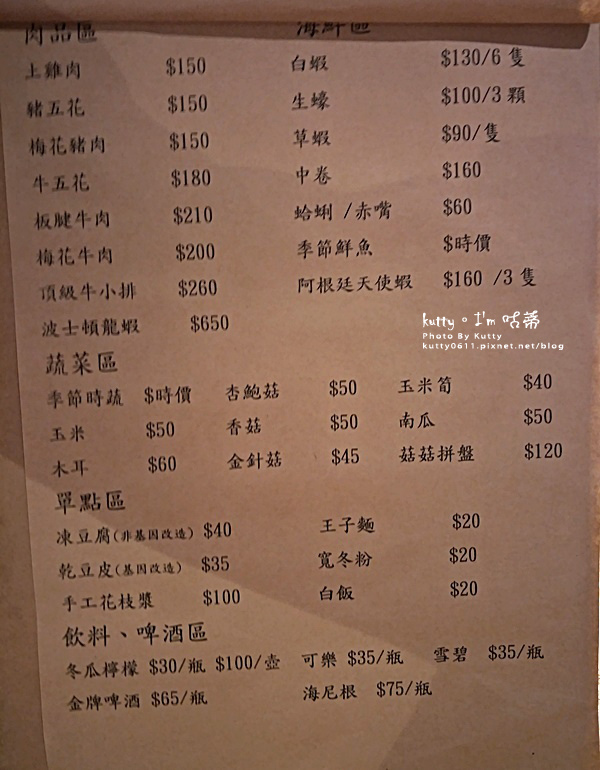 肉品區 海鮮區
土雞肉 $150 白蝦 $130/6 隻
豬五花 $150 生蠔 $100/3 顆
梅花豬肉 $150 草蝦 $90/隻
牛五花 $180 中卷 $160
板腱牛肉 $210 蛤蜊 /赤嘴 $60
梅花牛肉 $200 季節鮮魚 $時價
頂級牛小排 $260 阿根廷天使蝦 $160 /3 隻
波士頓龍蝦 $650
kutty。I'm 咕蒂
Photo By Kutty
kutty0611.pixnet.net/blog
蔬菜區
季節時蔬 $時價 杏鮑菇 $50 玉米筍 $40
玉米 $50 香菇 $50 南瓜 $50
木耳 $60 金針菇 $45 菇菇拼盤 $120
單點區
凍豆腐(非基因改造) $40 王子麵 $20
乾豆皮(基因改造) $35 寬冬粉 $20
手工花枝漿 $100 白飯 $20
飲料、啤酒區
冬瓜檸檬 $30/瓶 $100/壺 可樂 $35/瓶 雪碧 $35/瓶
金牌啤酒 $65/瓶 海尼根 $75/瓶